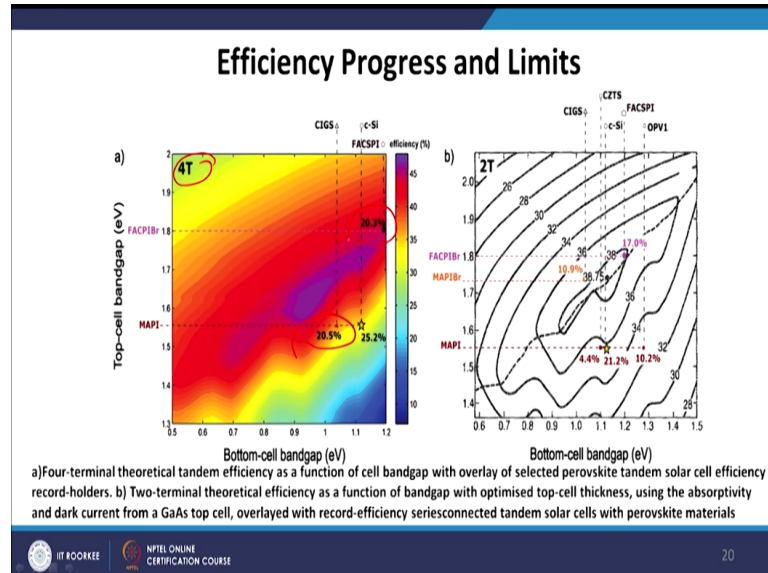 Efficiency Progress and Limits
a)
4T
CIGS
c-Si
FACSPI
efficiency (%)
Top-cell bandgap (eV)
2
1.9
1.8
1.7
1.6
1.5
1.4
1.3
FACPIBr
MAPI
20.3%
20.5%
25.2%
45
40
35
30
25
20
15
10
0.5 0.6 0.7 0.8 0.9 1 1.1 1.2
Bottom-cell bandgap (eV)
b)
2T
CZTS
CIGS
FACSPI
c-Si
OPV1
2.0
1.9
1.8
1.7
1.6
1.5
1.4
FACPIBr
MAPIBr
MAPI
26
28
30
32
34
36
38
38.75
36
34
32
30
28
17.0%
10.9%
4.4% 21.2% 10.2%
0.6 0.7 0.8 0.9 1.0 1.1 1.2 1.3 1.4 1.5
Bottom-cell bandgap (eV)
a)Four-terminal theoretical tandem efficiency as a function of cell bandgap with overlay of selected perovskite tandem solar cell efficiency
record-holders. b) Two-terminal theoretical efficiency as a function of bandgap with optimised top-cell thickness, using the absorptivity
and dark current from a GaAs top cell, overlayed with record-efficiency seriesconnected tandem solar cells with perovskite materials
IIT ROORKEE
NPTEL ONLINE
CERTIFICATION COURSE
20